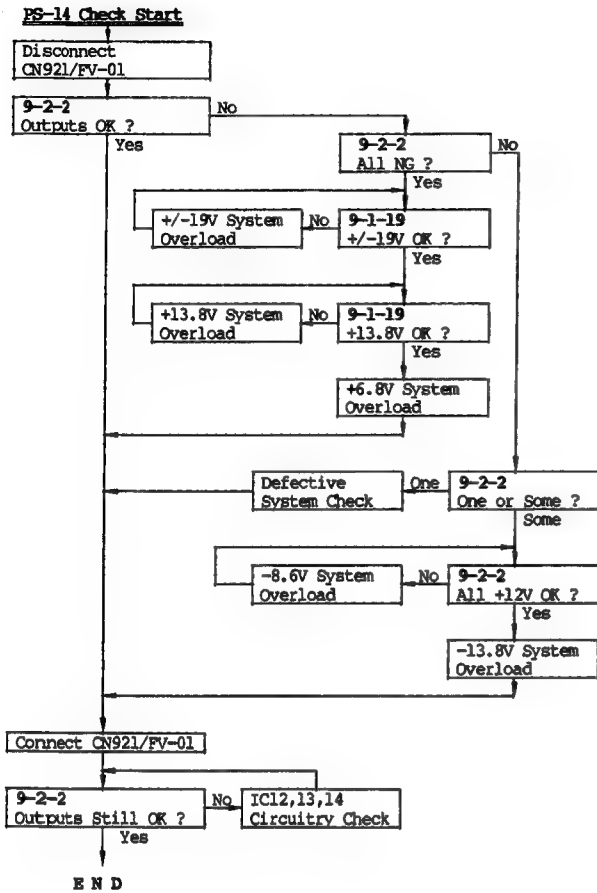 PS-14 Check Start
Disconnect
CN921/FV-01
9-2-2
Outputs OK ?
No
Yes
9-2-2
All NG ?
No
Yes
+/-19V System
Overload
No
9-1-19
+/-19V OK ?
Yes
+13.8V System
Overload
No
9-1-19
+13.8V OK ?
Yes
+6.8V System
Overload
Defective
System Check
One
9-2-2
One or Some ?
Some
-8.6V System
Overload
No
9-2-2
All +12V OK ?
Yes
-13.8V System
Overload
Connect CN921/FV-01
9-2-2
Outputs Still OK ?
No
Yes
IC12,13,14
Circuitry Check
E N D